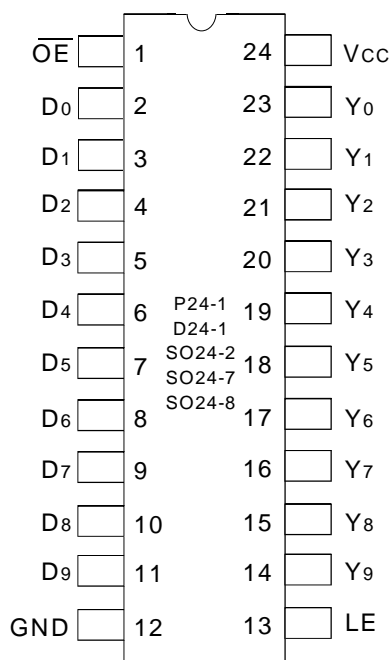 OE 1 24 VCC
D0 2 23 Y0
D1 3 22 Y1
D2 4 21 Y2
D3 5 20 Y3
D4 6 P24-1 19 Y4
D24-1
D5 7 SO24-2 18 Y5
SO24-7
D6 8 SO24-8 17 Y6
D7 9 16 Y7
D8 10 15 Y8
D9 11 14 Y9
GND 12 13 LE